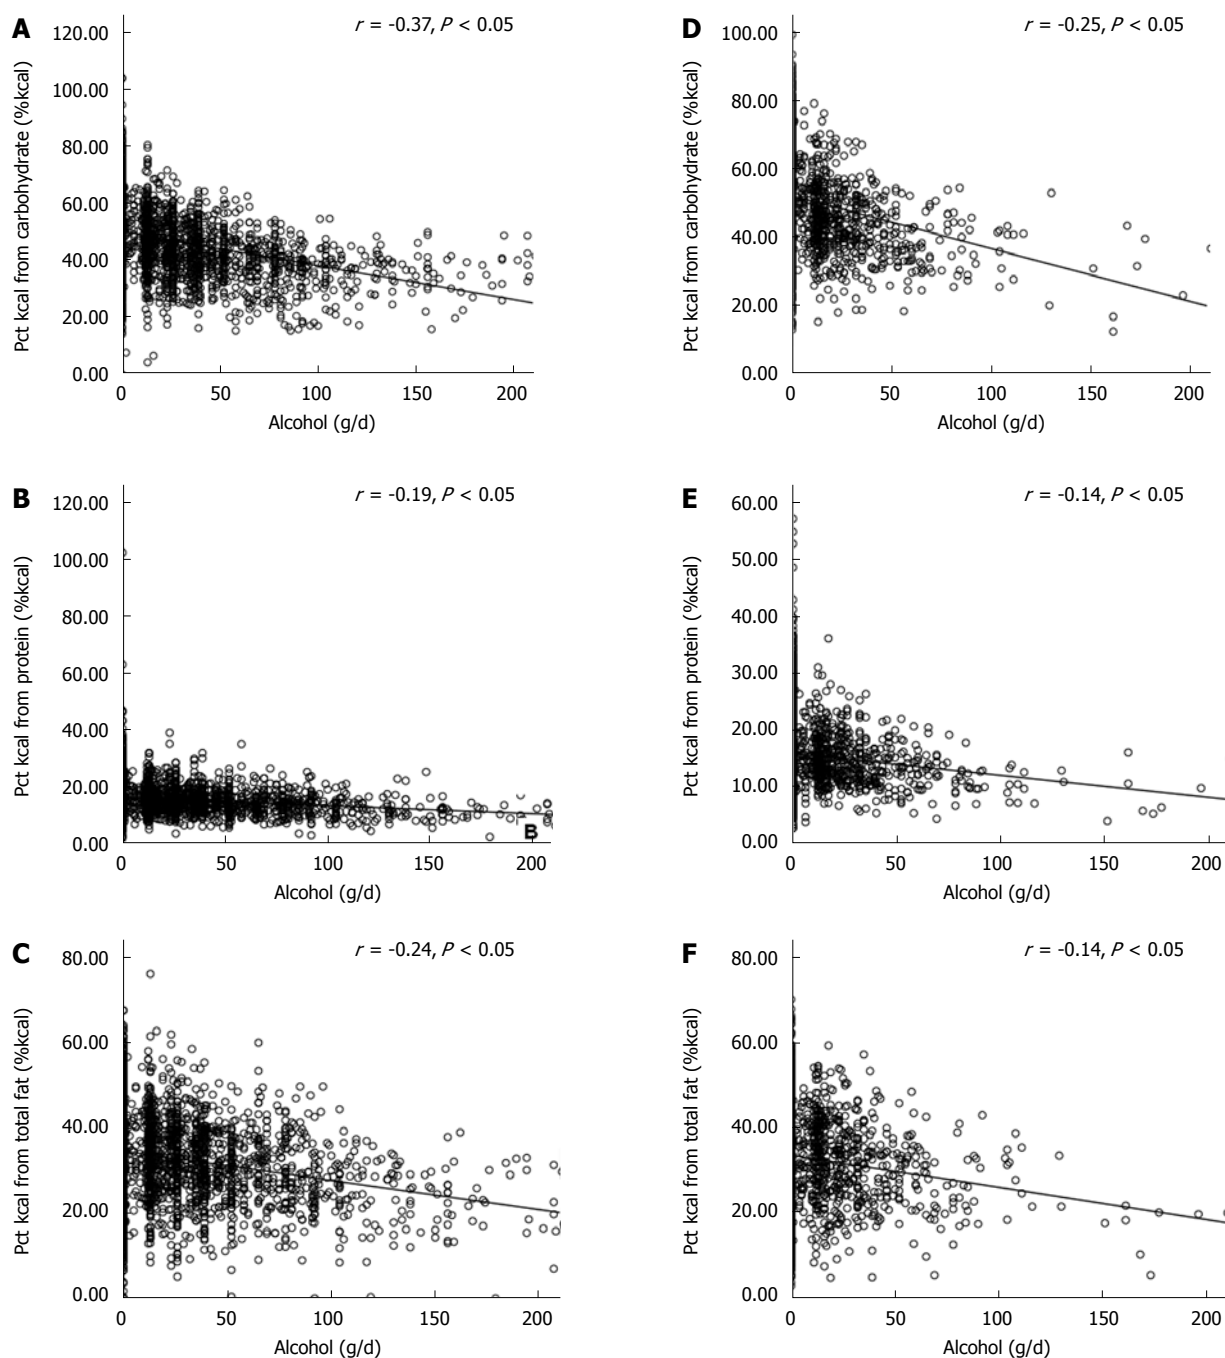 A
r = -0.37, P < 0.05
Pct kcal from carbohydrate (%kcal)
120.00
100.00
80.00
60.00
40.00
20.00
0.00
0 50 100 150 200
Alcohol (g/d)
D
r = -0.25, P < 0.05
Pct kcal from carbohydrate (%kcal)
100.00
80.00
60.00
40.00
20.00
0.00
0 50 100 150 200
Alcohol (g/d)
B
r = -0.19, P < 0.05
Pct kcal from protein (%kcal)
120.00
100.00
80.00
60.00
40.00
20.00
0.00
B
0 50 100 150 200
Alcohol (g/d)
E
r = -0.14, P < 0.05
Pct kcal from protein (%kcal)
60.00
50.00
40.00
30.00
20.00
10.00
0.00
0 50 100 150 200
Alcohol (g/d)
C
r = -0.24, P < 0.05
Pct kcal from total fat (%kcal)
80.00
60.00
40.00
20.00
0.00
0 50 100 150 200
Alcohol (g/d)
F
r = -0.14, P < 0.05
Pct kcal from total fat (%kcal)
80.00
60.00
40.00
20.00
0.00
0 50 100 150 200
Alcohol (g/d)